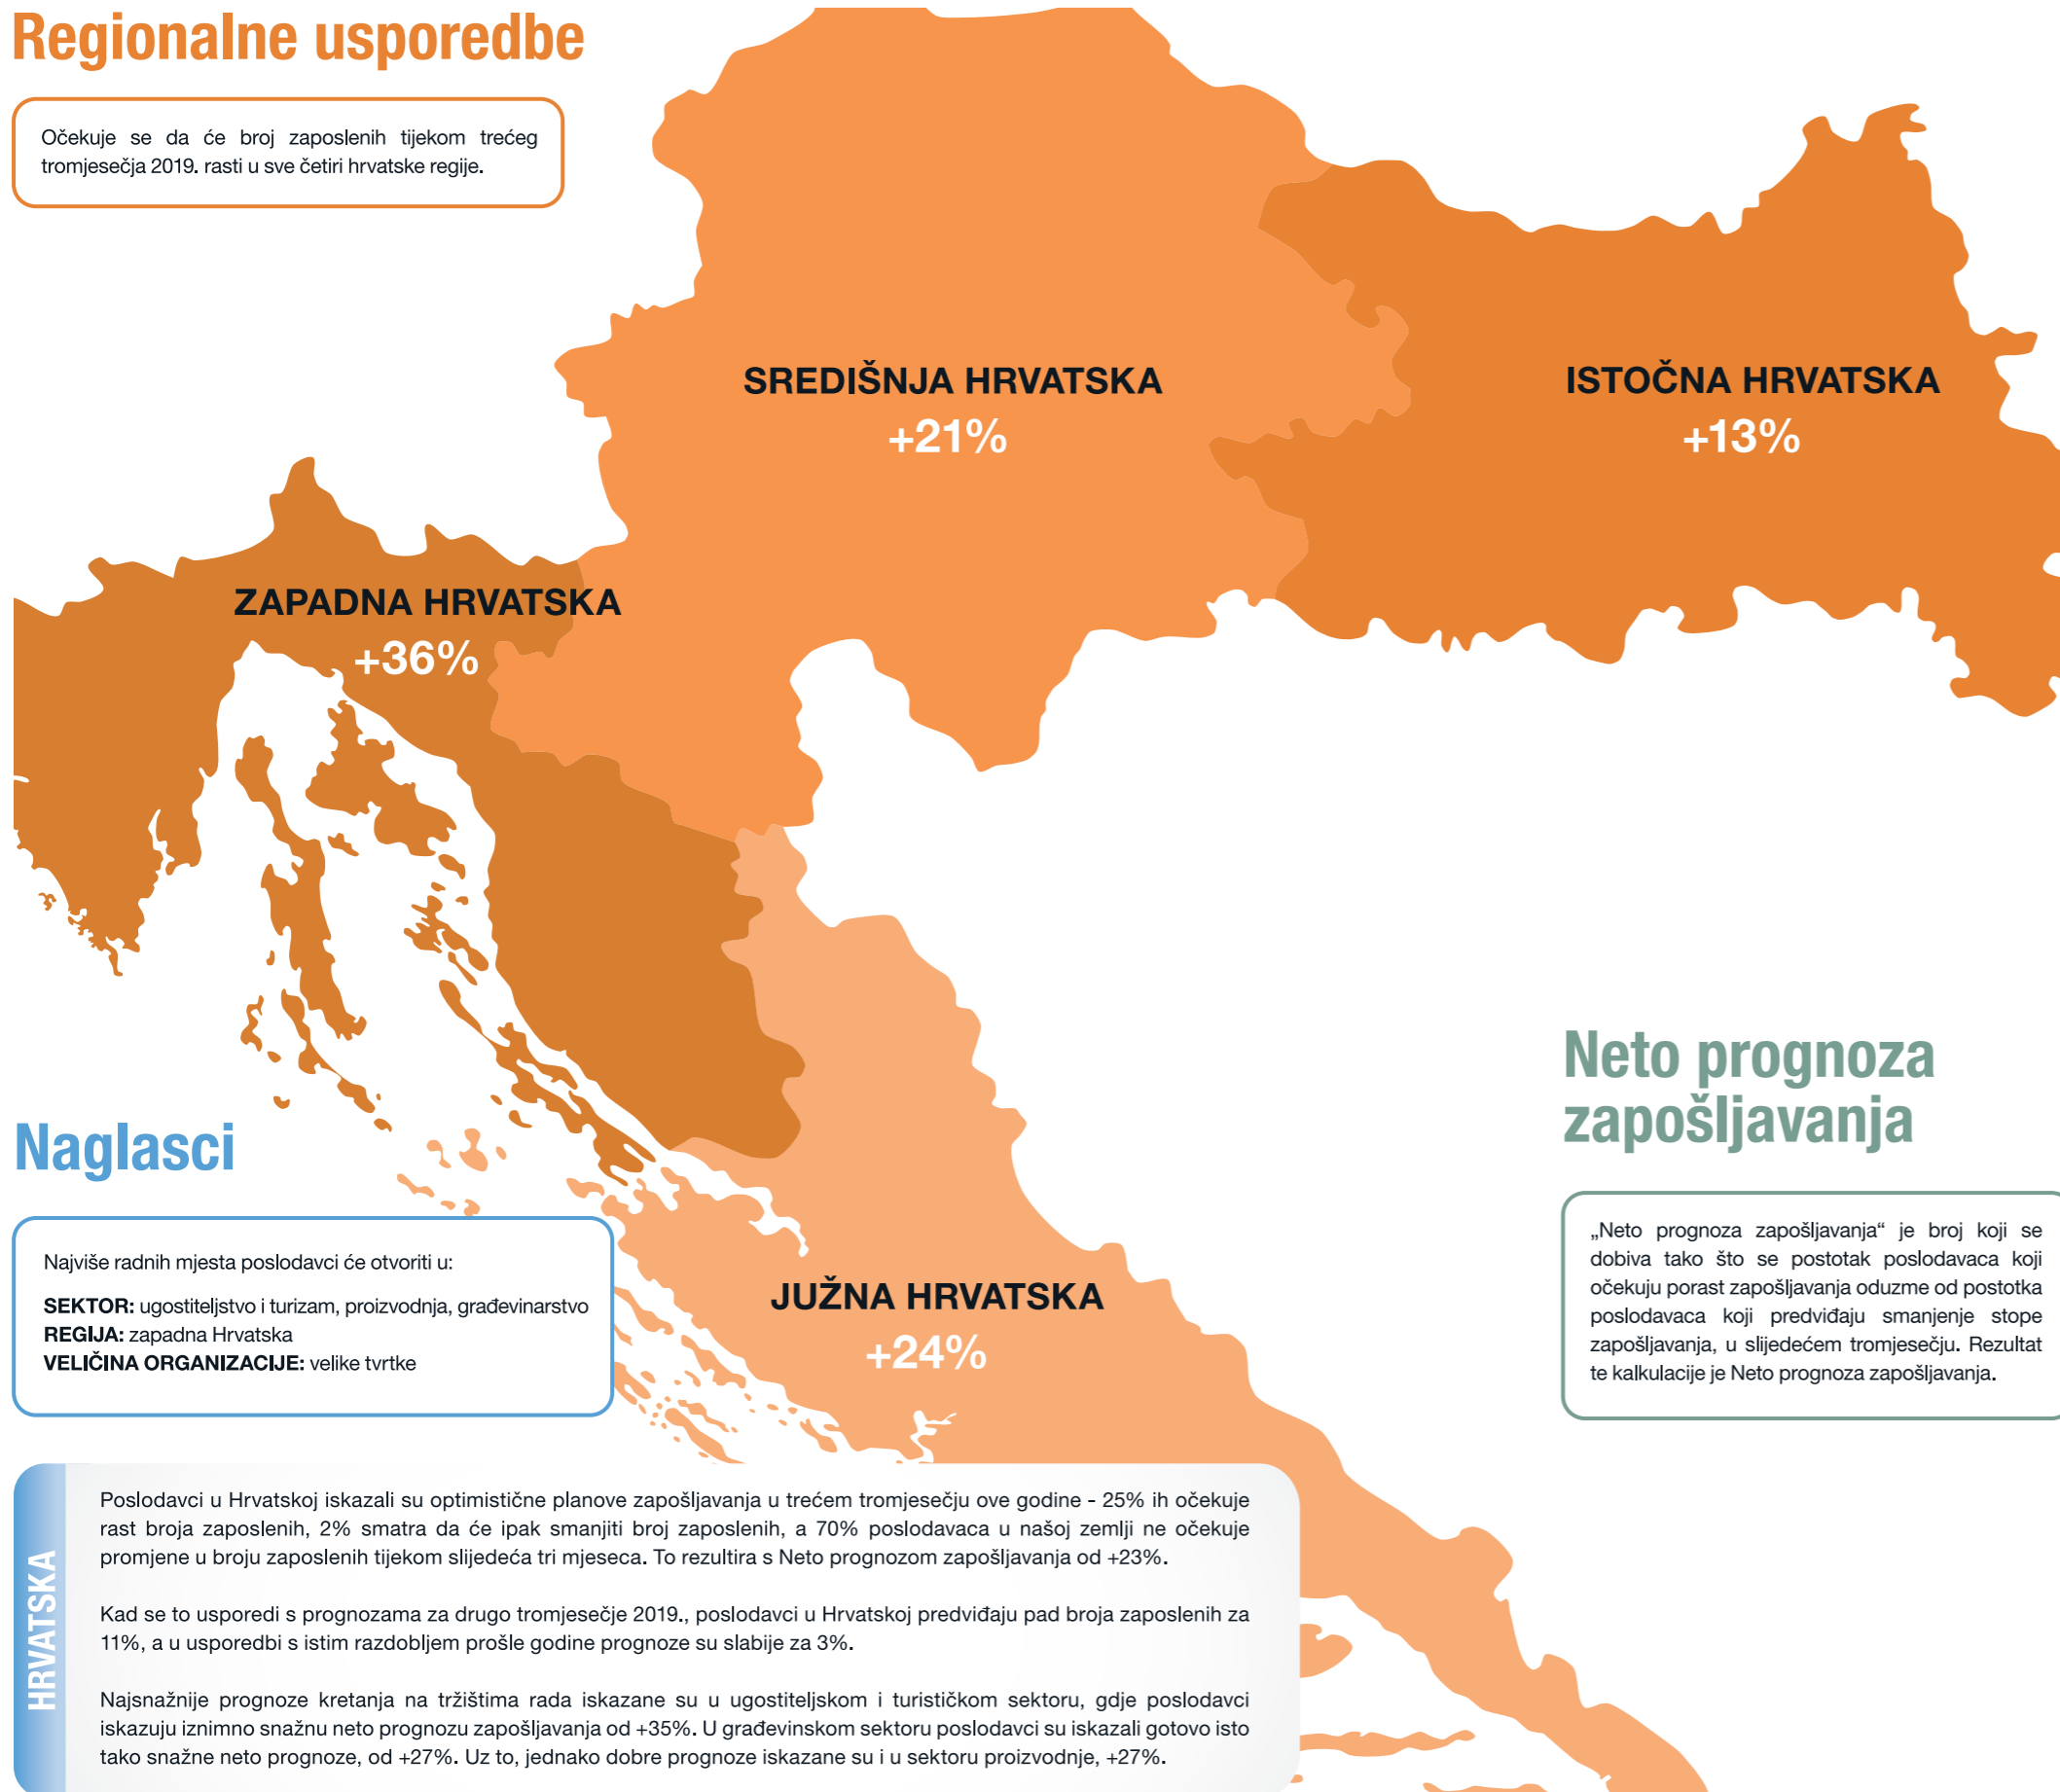 Regionalne usporedbe
Očekuje se da će broj zaposlenih tijekom trećeg
tromjesečja 2019. rasti u sve četiri hrvatske regije.
SREDIŠNJA HRVATSKA
+21%
ISTOČNA HRVATSKA
+13%
ZAPADNA HRVATSKA
+36%
Naglasci
Najviše radnih mjesta poslodavci će otvoriti u:
SEKTOR: ugostiteljstvo i turizam, proizvodnja, građevinarstvo
REGIJA: zapadna Hrvatska
VELIČINA ORGANIZACIJE: velike tvrtke
JUŽNA HRVATSKA
+24%
Neto prognoza
zapošljavanja
„Neto prognoza zapošljavanja“ je broj koji se
dobiva tako što se postotak poslodavaca koji
očekuju porast zapošljavanja oduzme od postotka
poslodavaca koji predviđaju smanjenje stope
zapošljavanja, u slijedećem tromjesečju. Rezultat
te kalkulacije je Neto prognoza zapošljavanja.
HRVATSKA
Poslodavci u Hrvatskoj iskazali su optimistične planove zapošljavanja u trećem tromjesečju ove godine - 25% ih očekuje
rast broja zaposlenih, 2% smatra da će ipak smanjiti broj zaposlenih, a 70% poslodavaca u našoj zemlji ne očekuje
promjene u broju zaposlenih tijekom slijedeća tri mjeseca. To rezultira s Neto prognozom zapošljavanja od +23%.
Kad se to usporedi s prognozama za drugo tromjesečje 2019., poslodavci u Hrvatskoj predviđaju pad broja zaposlenih za
11%, a u usporedbi s istim razdobljem prošle godine prognoze su slabije za 3%.
Najsnažnije prognoze kretanja na tržištima rada iskazane su u ugostiteljskom i turističkom sektoru, gdje poslodavci
iskazuju iznimno snažnu neto prognozu zapošljavanja od +35%. U građevinskom sektoru poslodavci su iskazali gotovo isto
tako snažne neto prognoze, od +27%. Uz to, jednako dobre prognoze iskazane su i u sektoru proizvodnje, +27%.